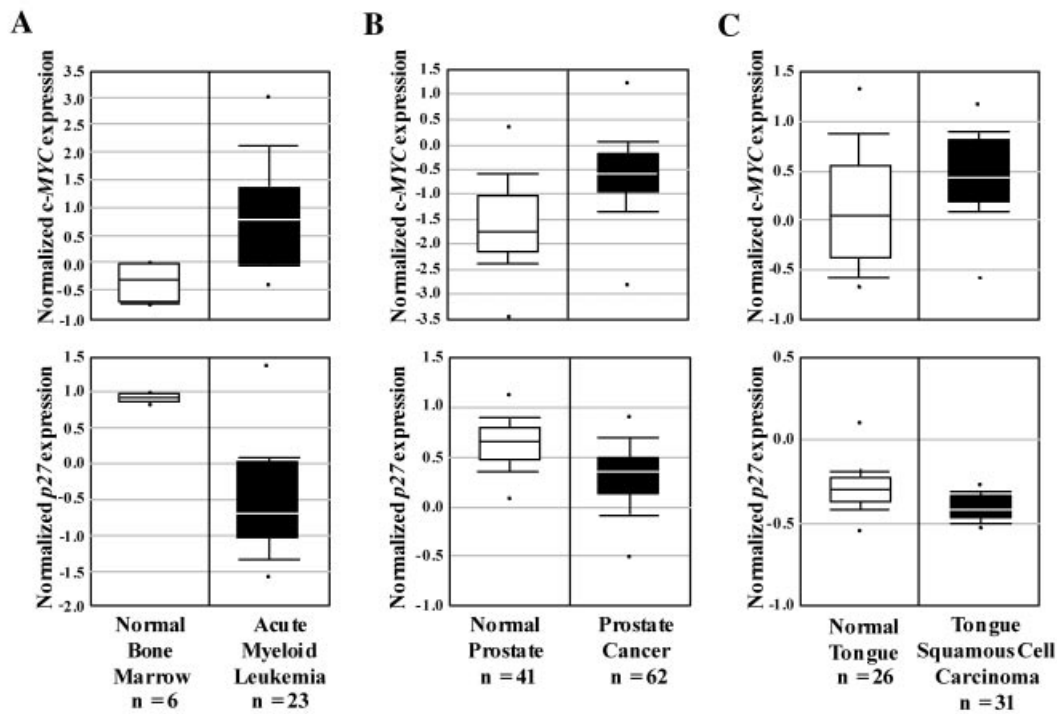 A
B
C
Normalized c-MYC expression
3.5
3.0
2.5
2.0
1.5
1.0
0.5
0.0
-0.5
-1.0
Normalized c-MYC expression
1.5
1.0
0.5
-0.0
-0.5
-1.0
-1.5
-2.0
-2.5
-3.0
-3.5
Normalized c-MYC expression
1.5
1.0
0.5
0.0
-0.5
-1.0
Normalized p27 expression
1.5
1.0
0.5
0.0
-0.5
-1.0
-1.5
-2.0
Normalized p27 expression
1.5
1.0
0.5
0.0
-0.5
-1.0
Normalized p27 expression
0.5
0.0
-0.5
-1.0
Normal
Bone
Marrow
n = 6
Acute
Myeloid
Leukemia
n = 23
Normal
Prostate
n = 41
Prostate
Cancer
n = 62
Normal
Tongue
n = 26
Tongue
Squamous Cell
Carcinoma
n = 31